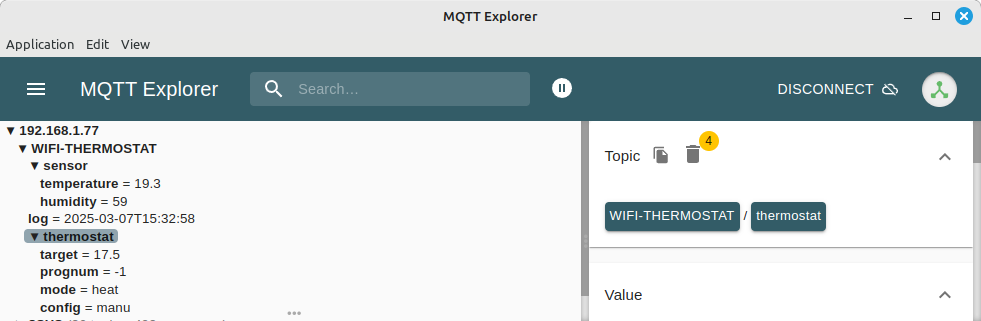 MQTT Explorer
Application Edit View
MQTT Explorer Search... DISCONNECT
192.168.1.77
WIFI-THERMOSTAT
sensor
temperature = 19.3
humidity = 59
log = 2025-03-07T15:32:58
thermostat
target = 17.5
prognum = -1
mode = heat
config = manu
Topic 4
WIFI-THERMOSTAT / thermostat
Value